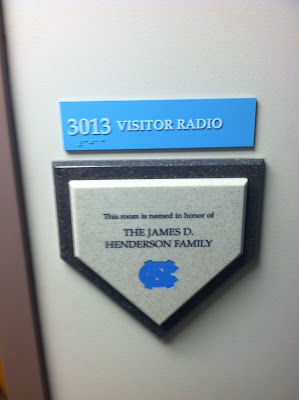 3013 VISITOR RADIO
This room is named in honor of
THE JAMES D.
HENDERSON FAMILY
NC